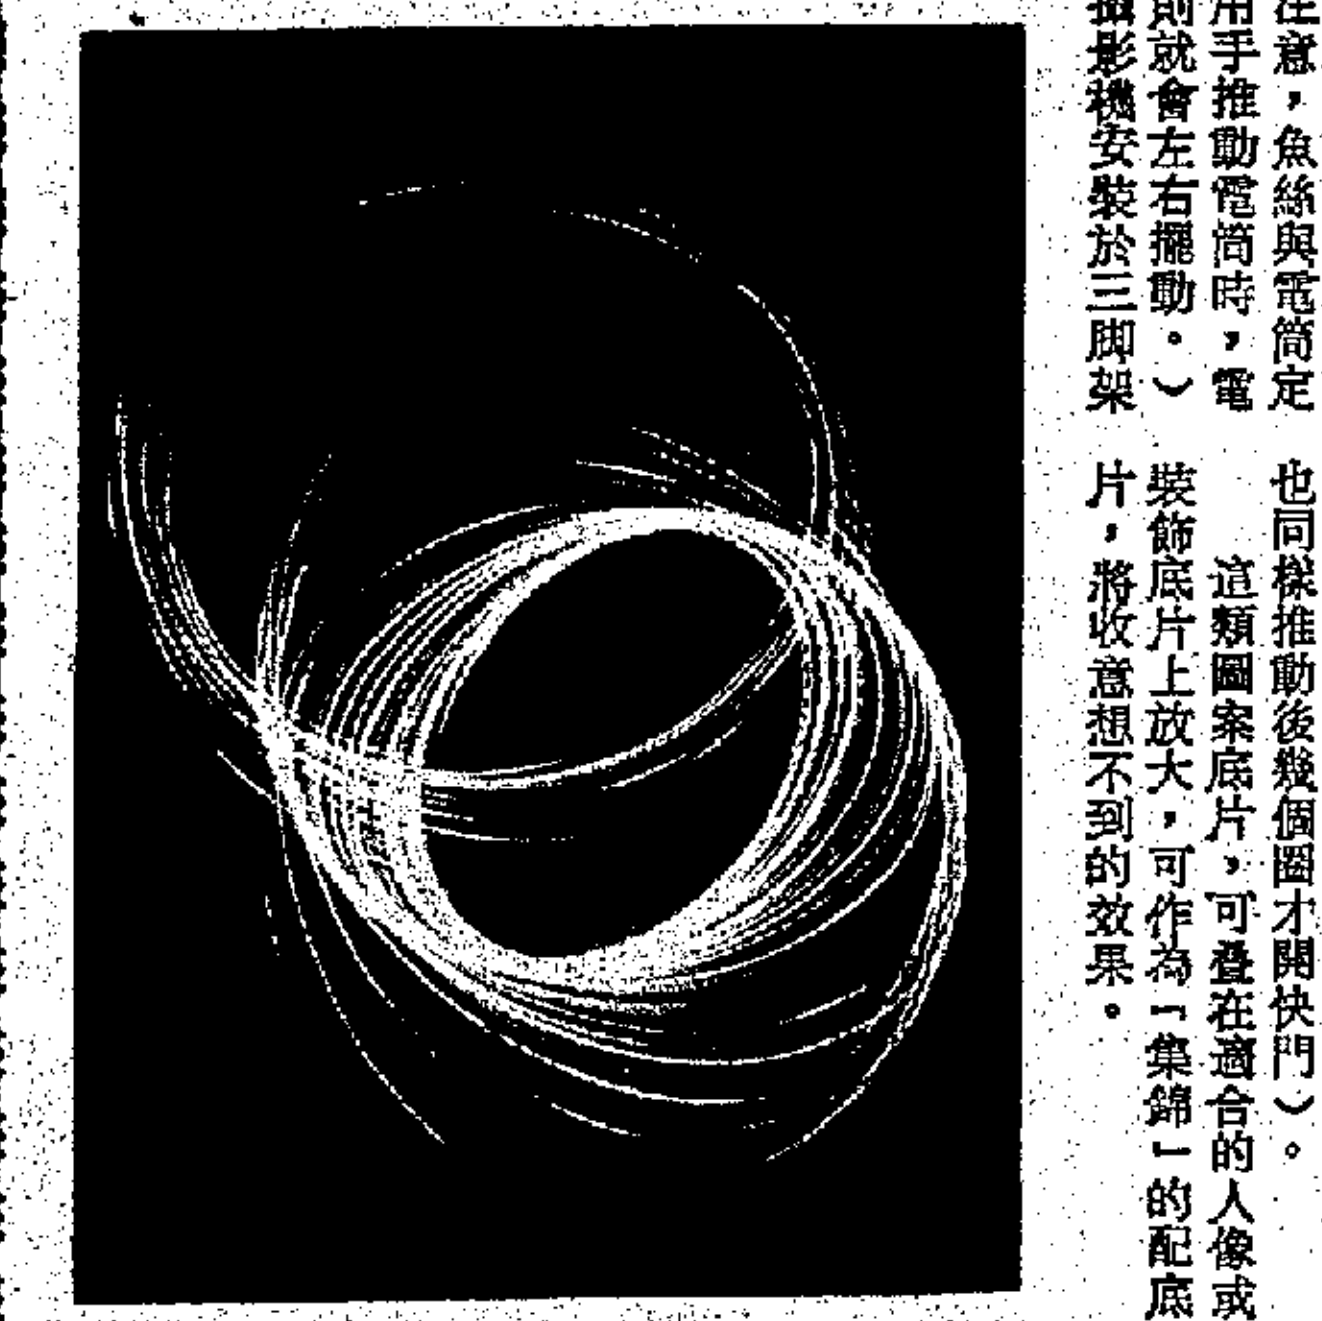 注意，魚絲與電筒定
用手推動電筒時，電
則就會左右擺動。）
攝影機安裝於三脚架
也同樣推動後幾個圈才開快門）。
這類圖案底片，可疊在適合的人像或
裝飾底片上放大，可作為「集錦」的配底
片，將收意想不到的效果。